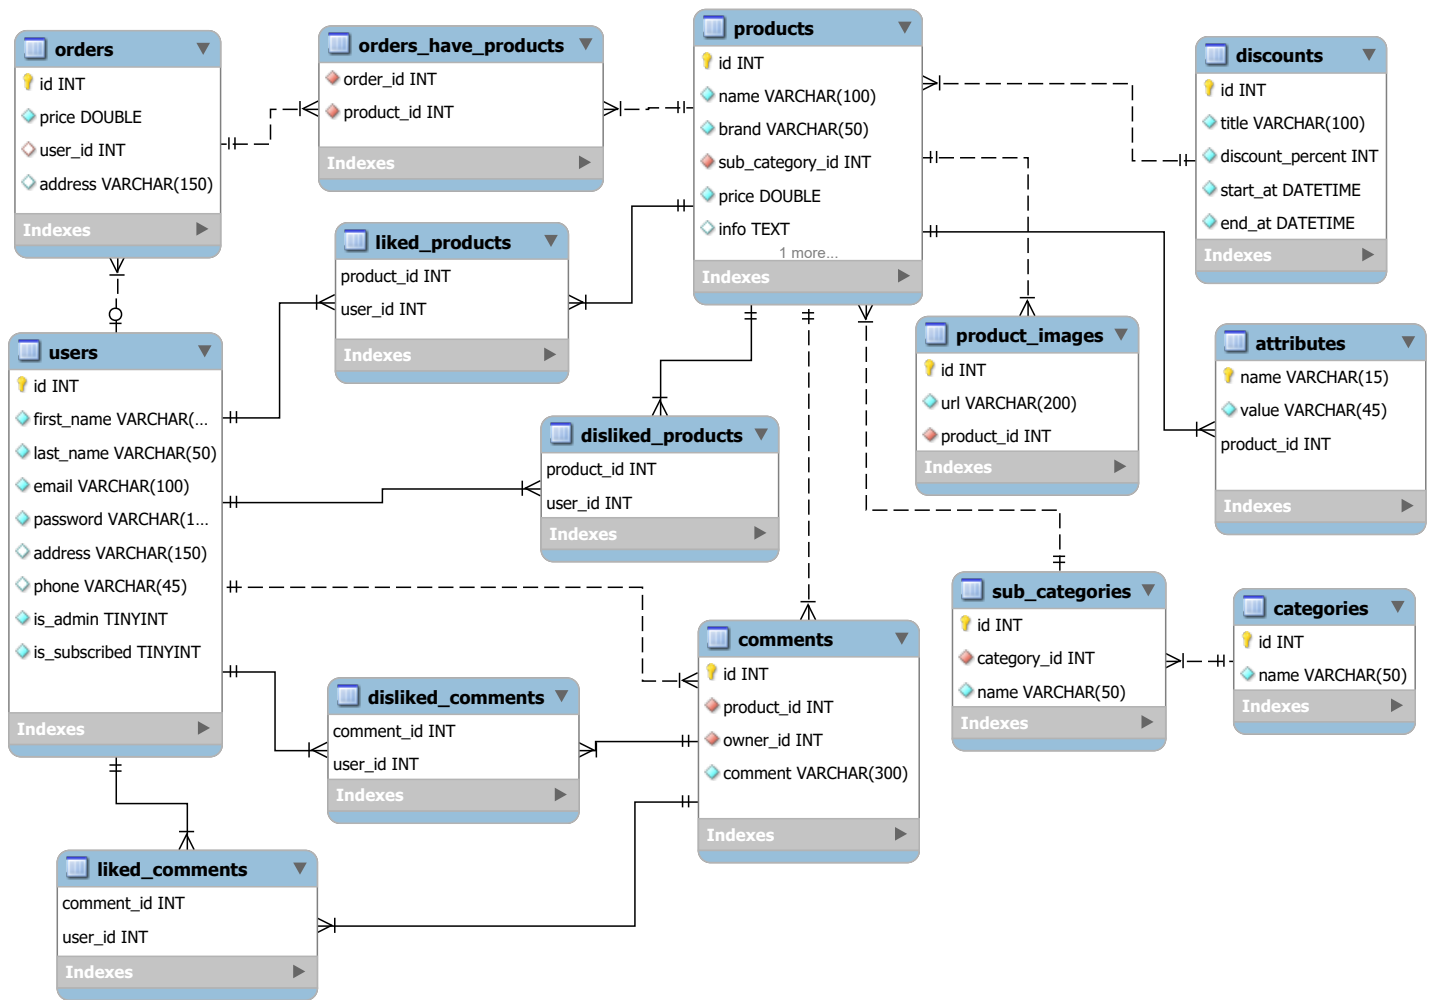 orders
id INT
price DOUBLE
user_id INT
address VARCHAR(150)
Indexes
orders_have_products
order_id INT
product_id INT
Indexes
products
id INT
name VARCHAR(100)
brand VARCHAR(50)
sub_category_id INT
price DOUBLE
info TEXT
1 more...
Indexes
discounts
id INT
title VARCHAR(100)
discount_percent INT
start_at DATETIME
end_at DATETIME
Indexes
liked_products
product_id INT
user_id INT
Indexes
users
id INT
first_name VARCHAR(...
last_name VARCHAR(50)
email VARCHAR(100)
password VARCHAR(1...
address VARCHAR(150)
phone VARCHAR(45)
is_admin TINYINT
is_subscribed TINYINT
Indexes
disliked_products
product_id INT
user_id INT
Indexes
product_images
id INT
url VARCHAR(200)
product_id INT
Indexes
attributes
name VARCHAR(15)
value VARCHAR(45)
product_id INT
Indexes
sub_categories
id INT
category_id INT
name VARCHAR(50)
Indexes
categories
id INT
name VARCHAR(50)
Indexes
comments
id INT
product_id INT
owner_id INT
comment VARCHAR(300)
Indexes
disliked_comments
comment_id INT
user_id INT
Indexes
liked_comments
comment_id INT
user_id INT
Indexes